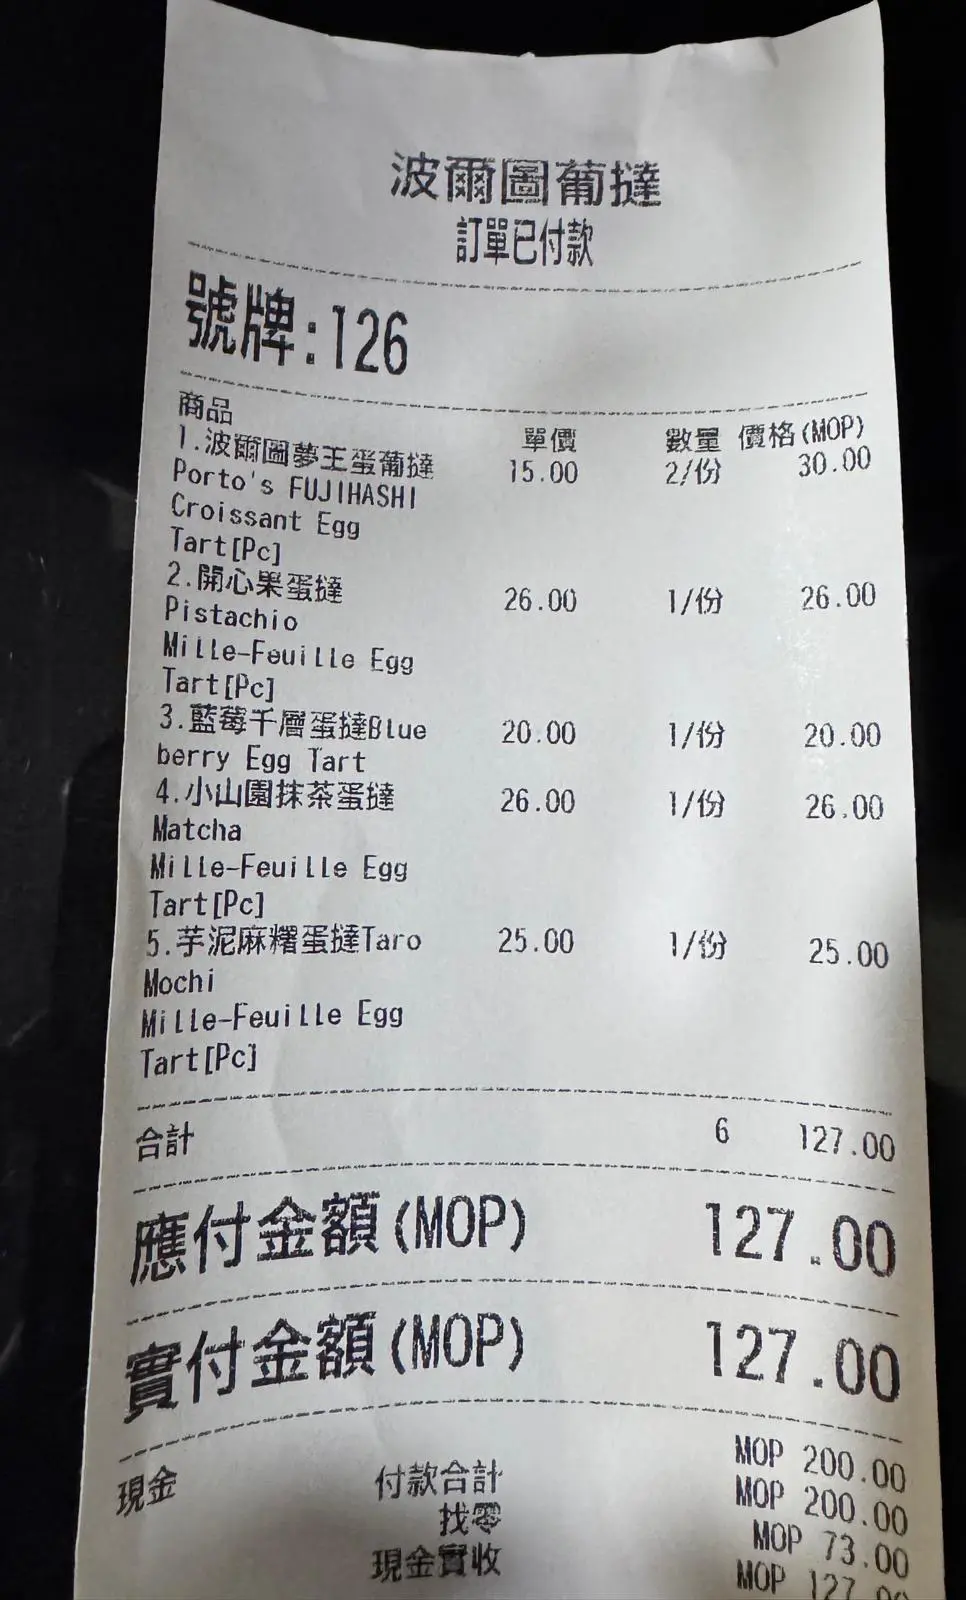 波爾圖葡撻
訂單已付款
號牌:126
商品 單價 數量 價格(MOP)
1.波爾圖夢王蛋葡撻 15.00 2/份 30.00
Porto's FUJIHASHI
Croissant Egg
Tart[Pc]
2.開心果蛋撻 26.00 1/份 26.00
Pistachio
Mille-Feuille Egg
Tart[Pc]
3.藍莓千層蛋撻Blue 20.00 1/份 20.00
berry Egg Tart
4.小山園抹茶蛋撻 26.00 1/份 26.00
Matcha
Mille-Feuille Egg
Tart[Pc]
5.芋泥麻糬蛋撻Taro 25.00 1/份 25.00
Mochi
Mille-Feuille Egg
Tart[Pc]
合計 6 127.00
應付金額(MOP) 127.00
實付金額(MOP) 127.00
現金 MOP 200.00
付款合計 MOP 200.00
找零 MOP 73.00
現金實收 MOP 127.00